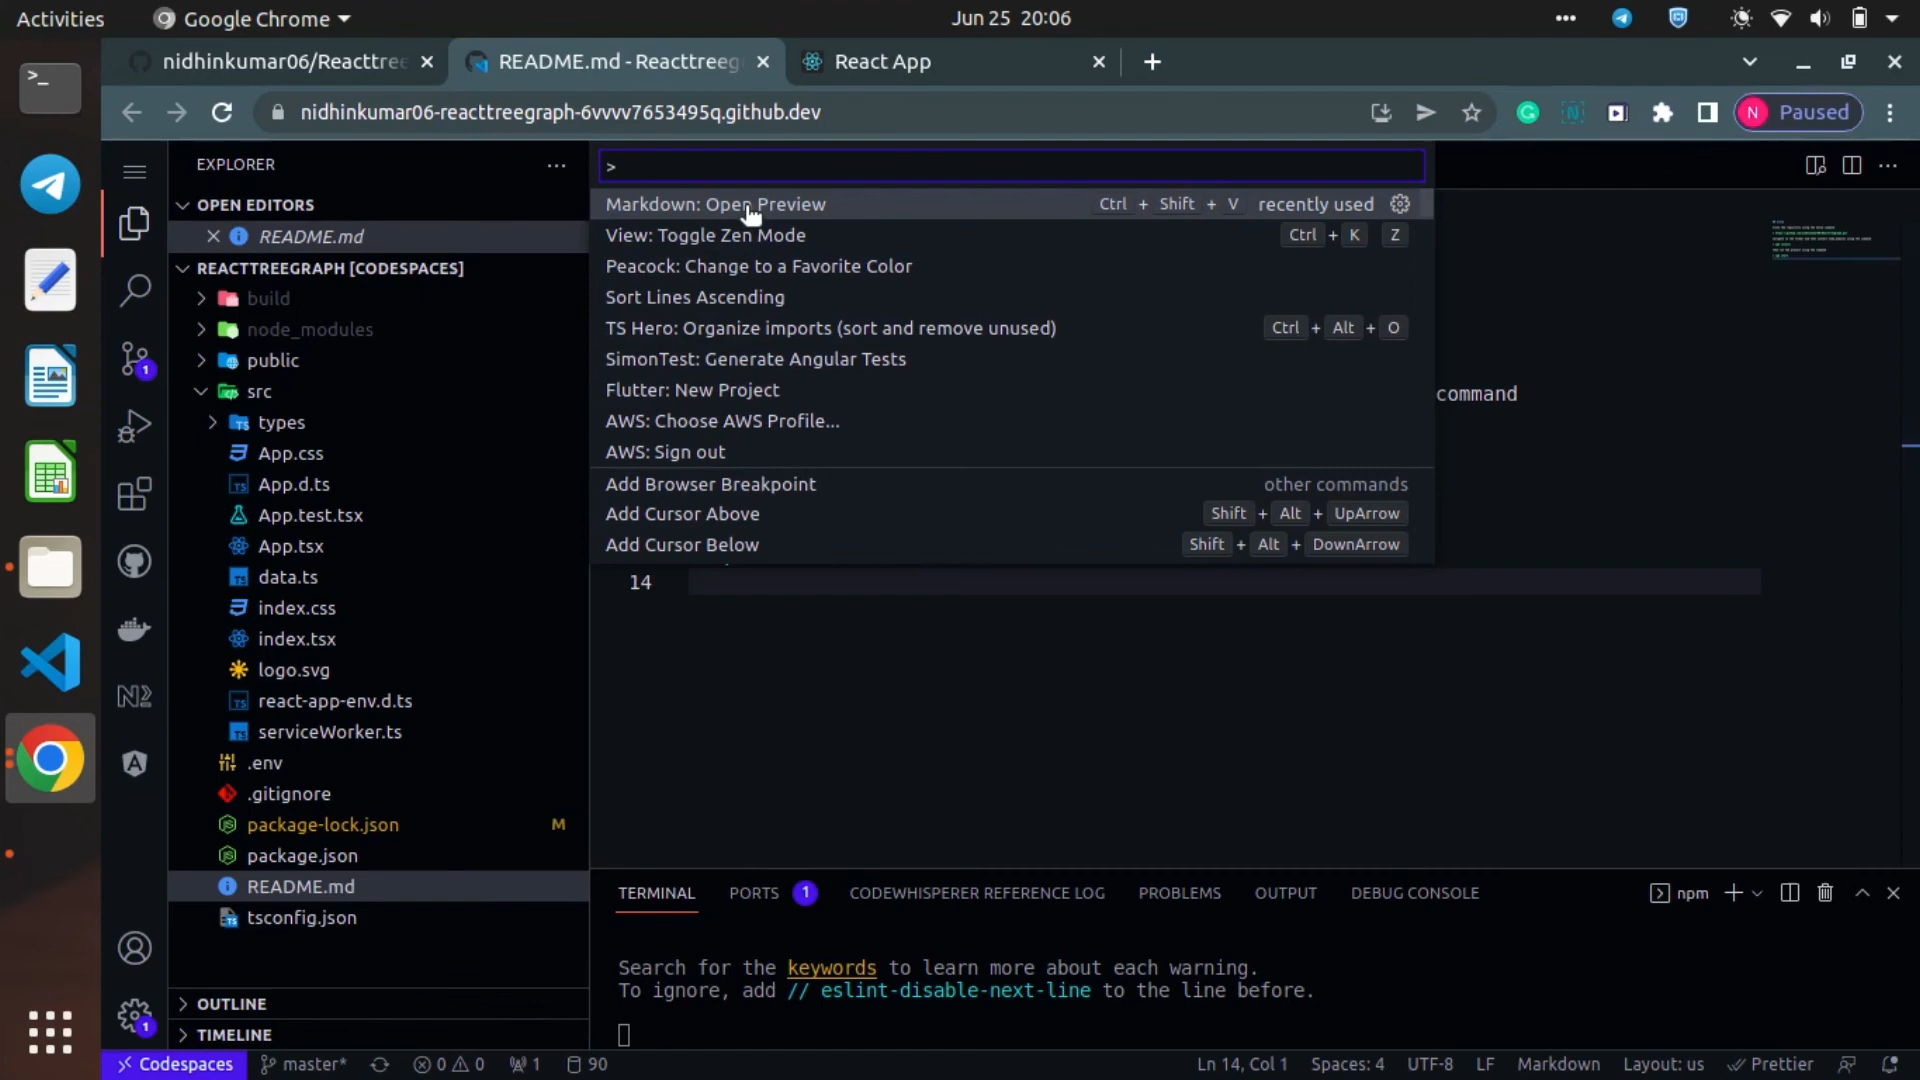 Activities
Google Chrome
Jun 25 20:06
nidhinkumar06/Reacttree
README.md - Reacttreeg
React App
nidhinkumar06-reacttreegraph-6vvvv7653495q.github.dev
N Paused
EXPLORER
OPEN EDITORS
README.md
REACTTREEGRAPH [CODESPACES]
build
node_modules
public
src
types
App.css
App.d.ts
App.test.tsx
App.tsx
data.ts
index.css
index.tsx
logo.svg
react-app-env.d.ts
serviceWorker.ts
.env
.gitignore
package-lock.json M
package.json
README.md
tsconfig.json
OUTLINE
TIMELINE
>
Markdown: Open Preview Ctrl + Shift + V recently used
View: Toggle Zen Mode Ctrl + K Z
Peacock: Change to a Favorite Color
Sort Lines Ascending
TS Hero: Organize imports (sort and remove unused) Ctrl + Alt + O
SimonTest: Generate Angular Tests
Flutter: New Project
AWS: Choose AWS Profile...
AWS: Sign out
Add Browser Breakpoint other commands
Add Cursor Above Shift + Alt + UpArrow
Add Cursor Below Shift + Alt + DownArrow
command
14
TERMINAL PORTS 1 CODEWHISPERER REFERENCE LOG PROBLEMS OUTPUT DEBUG CONSOLE npm
Search for the keywords to learn more about each warning.
To ignore, add // eslint-disable-next-line to the line before.
1
1
Codespaces master* 0 0 1 90 Ln 14, Col 1 Spaces: 4 UTF-8 LF Markdown Layout: us Prettier